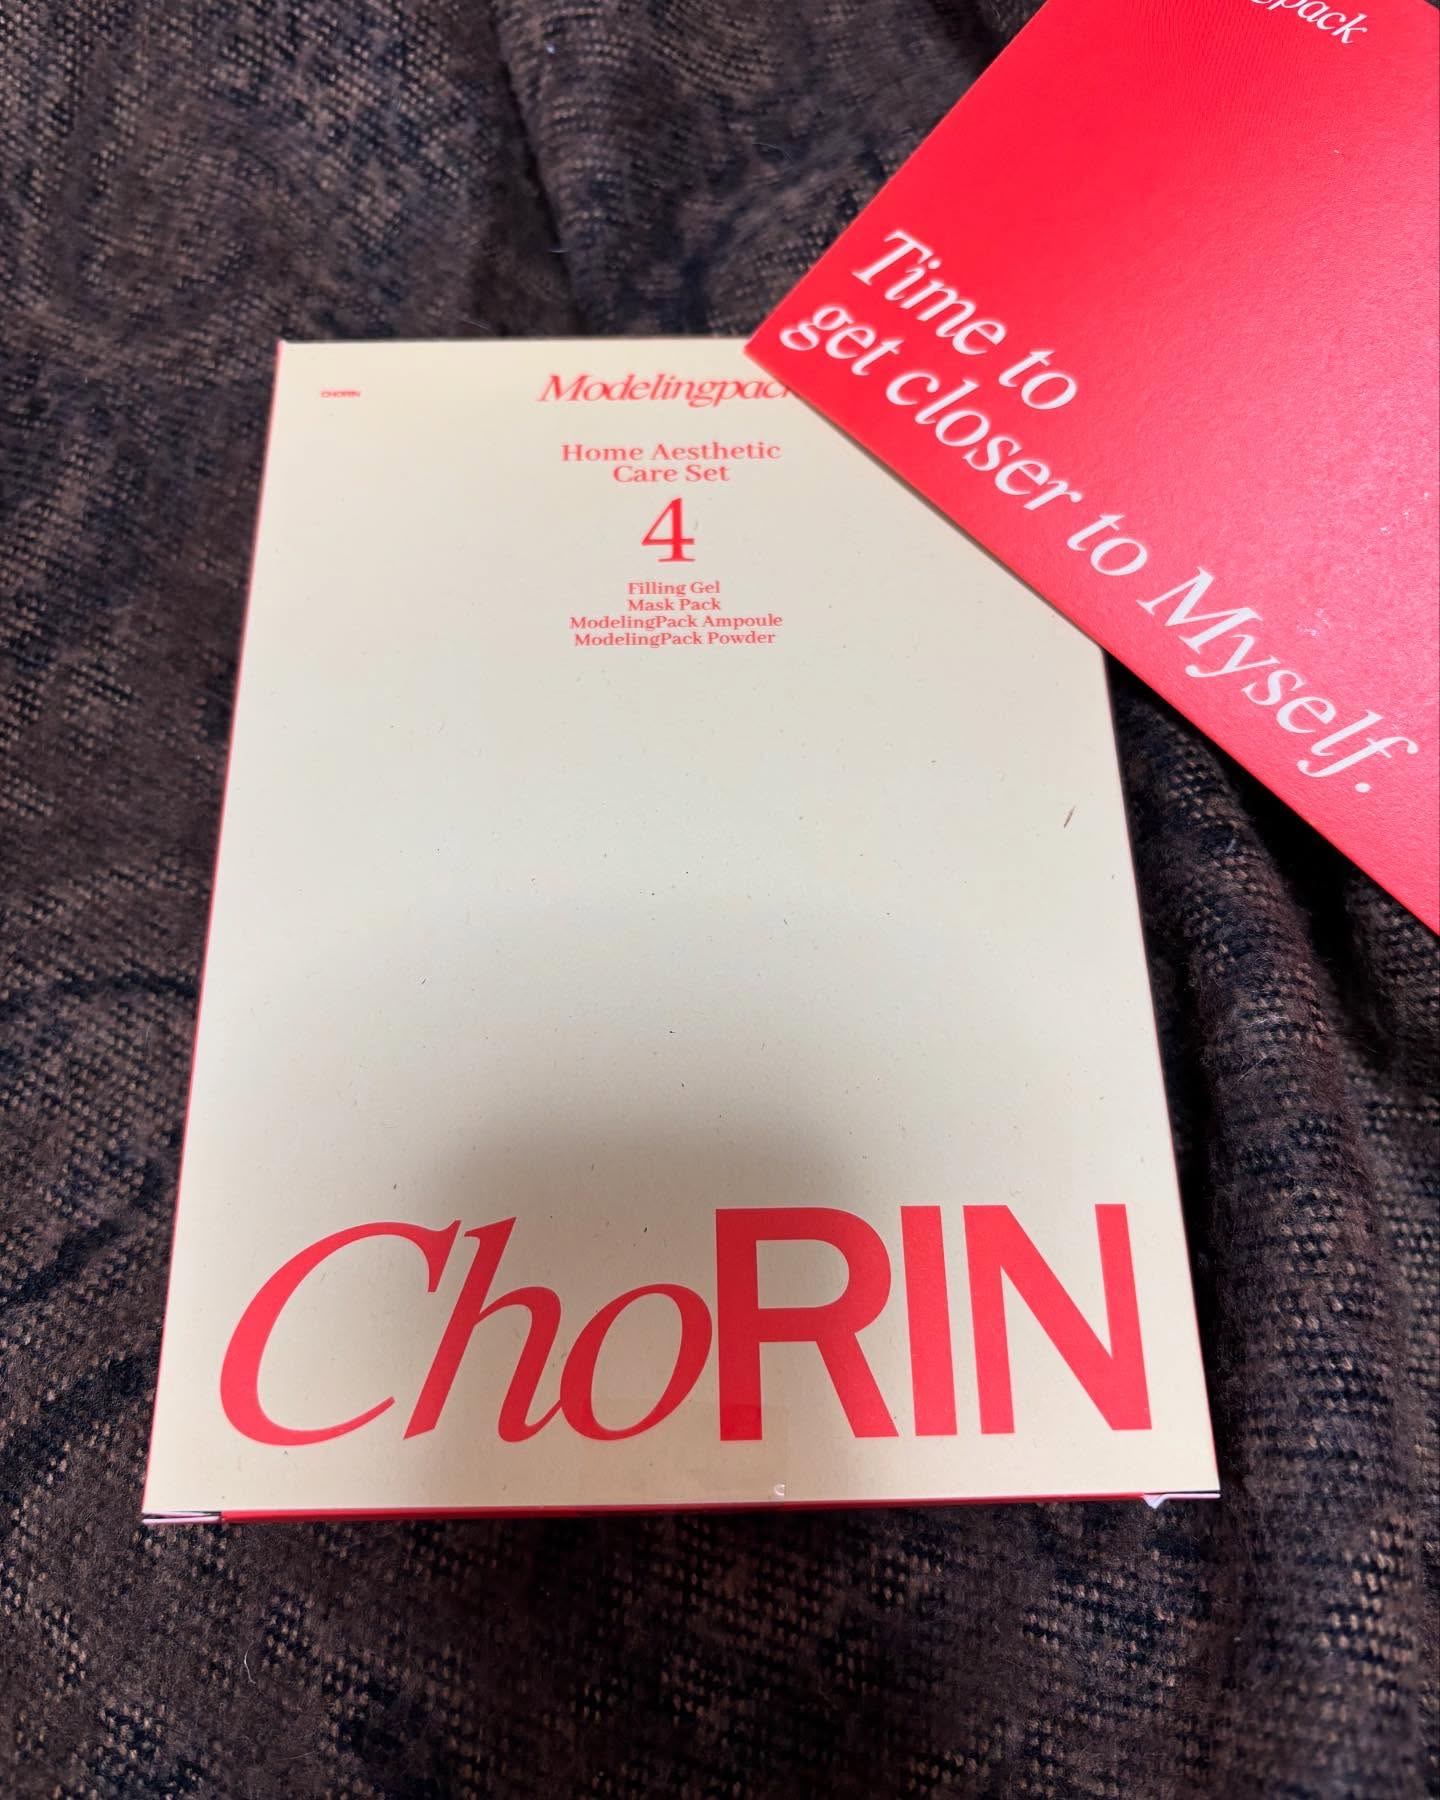 CHORIN
Home Aesthetic
Care Set
4
Filling Gel
Mask Pack
ModelingPack Ampoule
ModelingPack Powder
ChoRIN
Time to
get closer to Myself.